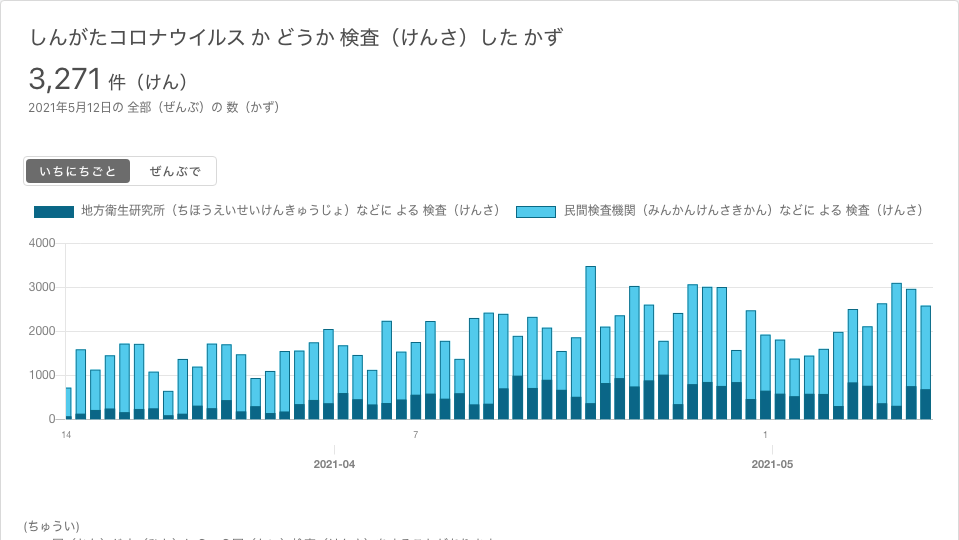 しんがたコロナウイルス か どうか 検査（けんさ）した かず
3,271 件（けん）
2021年5月12日の 全部（ぜんぶ）の 数（かず）
いちにちごと ぜんぶで
地方衛生研究所（ちほうえいせいけんきゅうじょ）などに よる 検査（けんさ） 民間検査機関（みんかんけんさきかん）などに よる 検査（けんさ）
4000
3000
2000
1000
0
14 7 1
2021-04 2021-05
(ちゅうい)